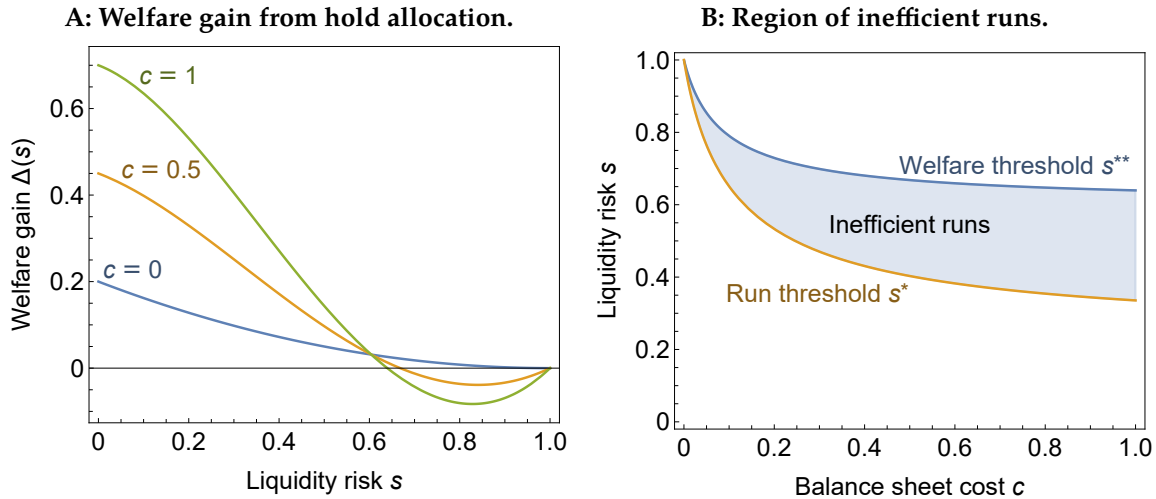 A: Welfare gain from hold allocation.
Welfare gain Δ(s)
0.6
0.4
0.2
0
c = 1
c = 0.5
c = 0
0
0.2
0.4
0.6
0.8
1.0
Liquidity risk s
B: Region of inefficient runs.
Liquidity risk s
1.0
0.8
0.6
0.4
0.2
0
Welfare threshold s**
Inefficient runs
Run threshold s*
0
0.2
0.4
0.6
0.8
1.0
Balance sheet cost c